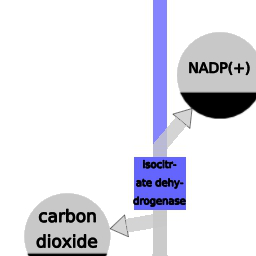 NADP(+)
Isocitr-
ate dehy-
drogenase
carbon
dioxide